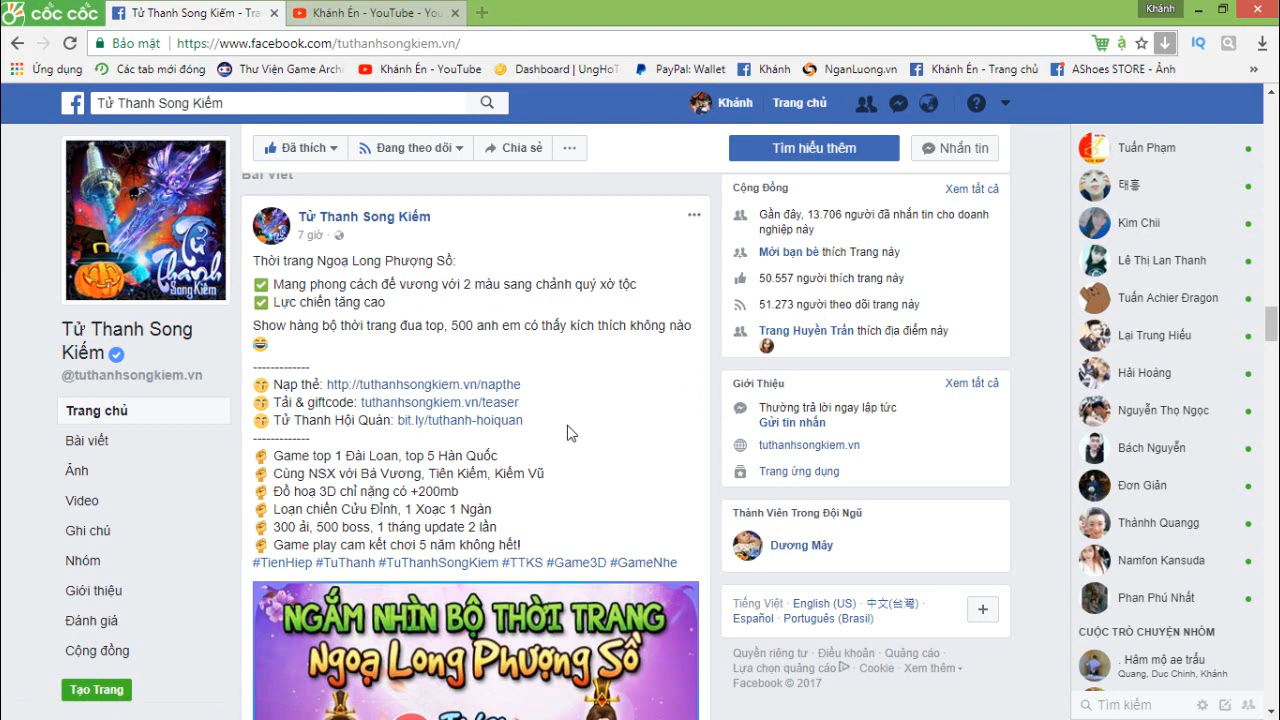 cốc cốc
Tử Thanh Song Kiếm - Tra
Khánh Én - YouTube - You
Khánh
Bảo mật
https://www.facebook.com/tuthanhsongkiem.vn/
Ứng dụng
Các tab mới đóng
Thư Viện Game Archi
Khánh Én - YouTube
Dashboard | UngHoT
PayPal: Wallet
Khánh
NganLuong.vn
Khánh Én - Trang chủ
AShoes STORE - Ảnh
»
Tử Thanh Song Kiếm
Khánh
Trang chủ
Tử Thanh Song Kiếm
Tử Thanh Song Kiếm
@tuthanhsongkiem.vn
Trang chủ
Bài viết
Ảnh
Video
Ghi chú
Nhóm
Giới thiệu
Đánh giá
Cộng đồng
Tạo Trang
Đã thích
Đang theo dõi
Chia sẻ
Tìm hiểu thêm
Nhắn tin
Bài viết
Tử Thanh Song Kiếm
7 giờ ·
Thời trang Ngoạ Long Phượng Sồ:
✅ Mang phong cách đế vương với 2 màu sang chảnh quý xờ tộc
✅ Lực chiến tăng cao
Show hàng bộ thời trang đua top, 500 anh em có thấy kích thích không nào
😂
-------------
😙 Nạp thẻ: http://tuthanhsongkiem.vn/napthe
😙 Tải & giftcode: tuthanhsongkiem.vn/teaser
😙 Tử Thanh Hội Quán: bit.ly/tuthanh-hoiquan
-------------
✊ Game top 1 Đài Loan, top 5 Hàn Quốc
✊ Cùng NSX với Bá Vương, Tiên Kiếm, Kiếm Vũ
✊ Đồ hoạ 3D chỉ nặng có +200mb
✊ Loạn chiến Cửu Đỉnh, 1 Xoạc 1 Ngàn
✊ 300 ải, 500 boss, 1 tháng update 2 lần
✊ Game play cam kết chơi 5 năm không hết!
#TienHiep #TuThanh #TuThanhSongKiem #TTKS #Game3D #GameNhe
NGẮM NHÌN BỘ THỜI TRANG
Ngoạ Long Phượng Sồ
Cộng Đồng
Xem tất cả
Gần đây, 13.706 người đã nhắn tin cho doanh
nghiệp này
Mời bạn bè thích Trang này
50.557 người thích trang này
51.273 người theo dõi trang này
Trang Huyền Trần thích địa điểm này
Giới Thiệu
Xem tất cả
Thường trả lời ngay lập tức
Gửi tin nhắn
tuthanhsongkiem.vn
Trang ứng dụng
Thành Viên Trong Đội Ngũ
Dương Mây
Tiếng Việt · English (US) · 中文(台灣) ·
Español · Português (Brasil)
Quyền riêng tư · Điều khoản · Quảng cáo ·
Lựa chọn quảng cáo · Cookie · Xem thêm
Facebook © 2017
Tuấn Phạm
태흥
Kim Chii
Lê Thị Lan Thanh
Tuấn Achier Đragon
Lại Trung Hiếu
Hải Hoàng
Nguyễn Thọ Ngọc
Bách Nguyễn
Đơn Giản
Thànhh Quangg
Namfon Kansuda
Phan Phú Nhất
CUỘC TRÒ CHUYỆN NHÓM
. Hâm mộ ae trẩu
Quang, Duc Chinh, Khánh
Tìm kiếm